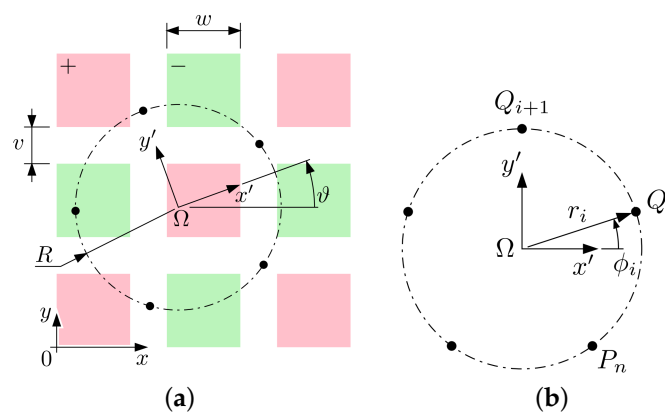 w
+
−
v
y′
x′
ϑ
Ω
R
y
0
x
(a)
Q_{i+1}
y′
Q
r_i
Ω
x′
ϕ_i
P_n
(b)